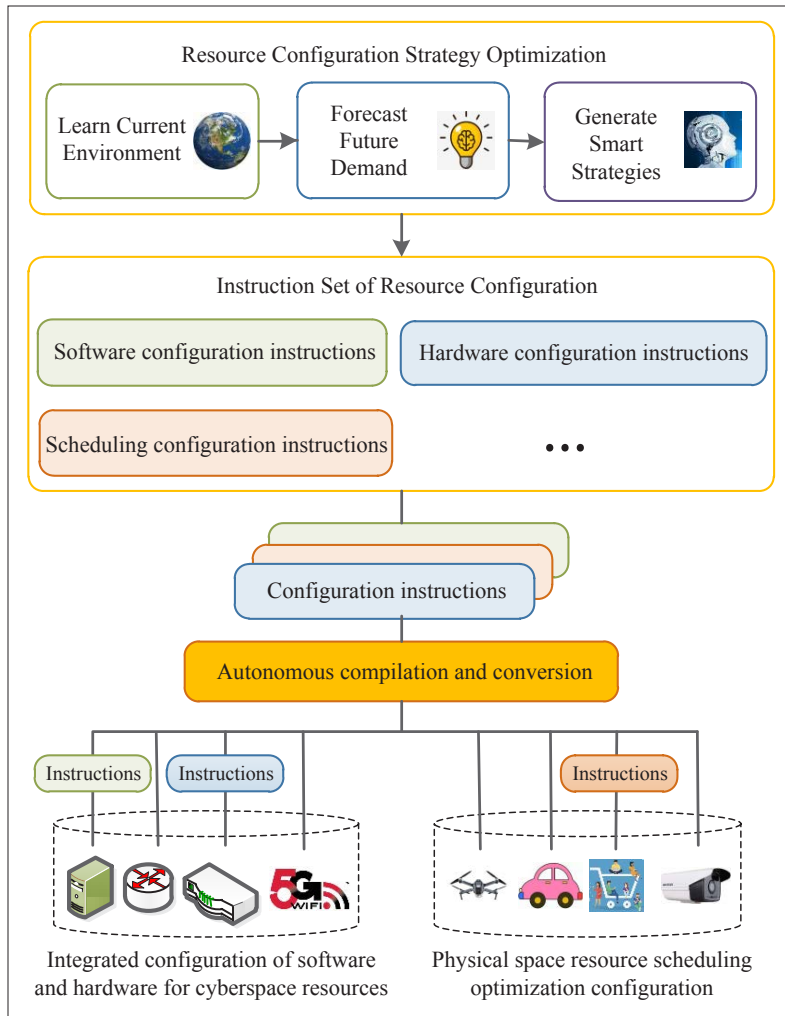 Resource Configuration Strategy Optimization
Learn Current
Environment
Forecast
Future
Demand
Generate
Smart
Strategies
Instruction Set of Resource Configuration
Software configuration instructions
Hardware configuration instructions
Scheduling configuration instructions
...
Configuration instructions
Autonomous compilation and conversion
Instructions
Instructions
Instructions
5G
WIFI
Integrated configuration of software
and hardware for cyberspace resources
Physical space resource scheduling
optimization configuration